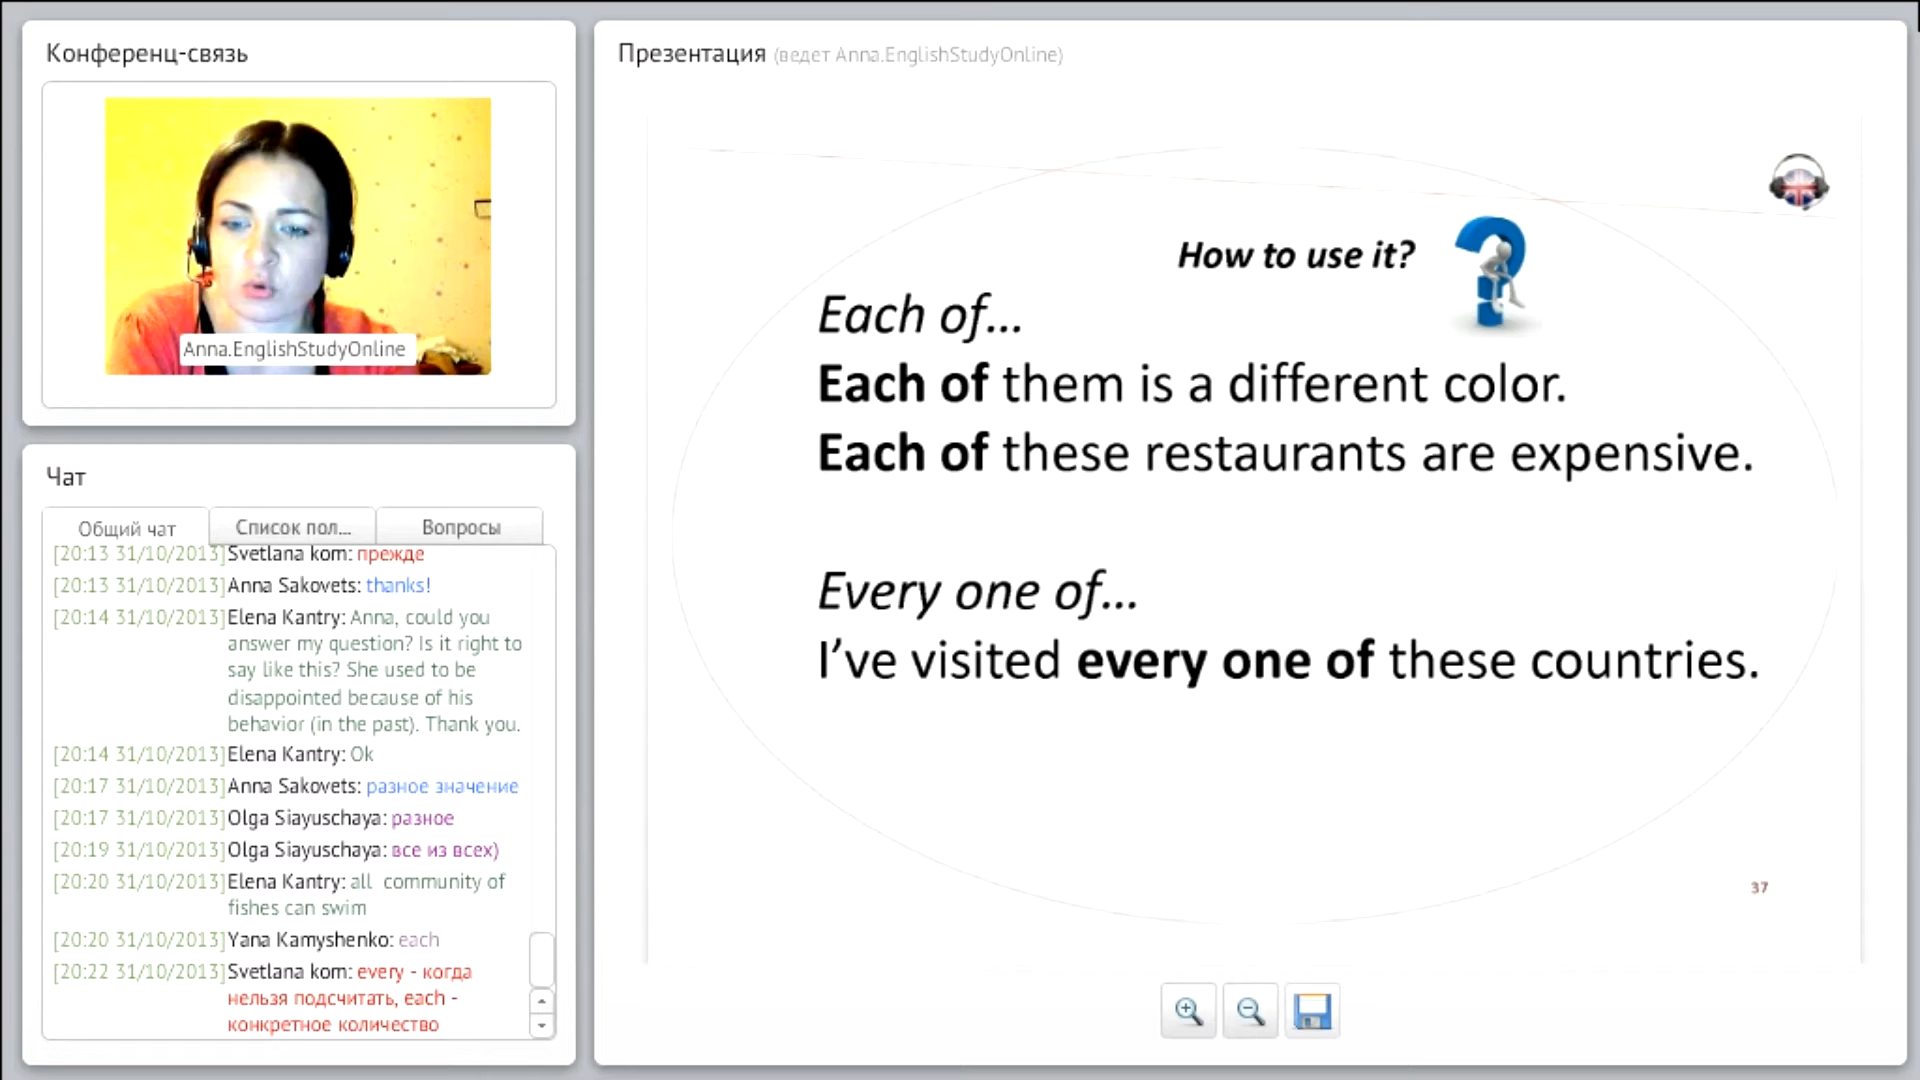 Конференц-связь
Anna.EnglishStudyOnline
Чат
Общий чат
Список пол...
Вопросы
[20:13 31/10/2013] Svetlana kom: прежде
[20:13 31/10/2013] Anna Sakovets: thanks!
[20:14 31/10/2013] Elena Kantry: Anna, could you
answer my question? Is it right to
say like this? She used to be
disappointed because of his
behavior (in the past). Thank you.
[20:14 31/10/2013] Elena Kantry: Ok
[20:17 31/10/2013] Anna Sakovets: разное значение
[20:17 31/10/2013] Olga Siayuschaya: разное
[20:19 31/10/2013] Olga Siayuschaya: все из всех)
[20:20 31/10/2013] Elena Kantry: all community of
fishes can swim
[20:20 31/10/2013] Yana Kamyshenko: each
[20:22 31/10/2013] Svetlana kom: every - когда
нельзя подсчитать, each -
конкретное количество
Презентация (ведет Anna.EnglishStudyOnline)
How to use it?
Each of...
Each of them is a different color.
Each of these restaurants are expensive.
Every one of...
I’ve visited every one of these countries.
37